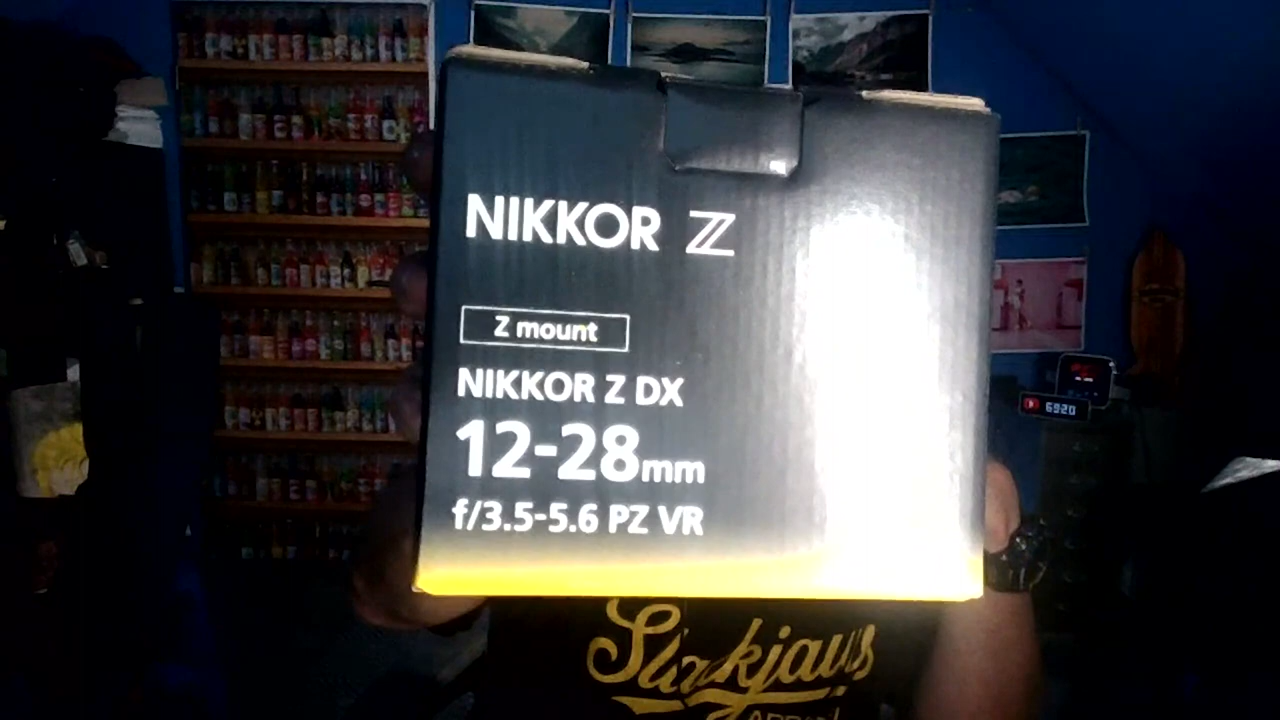 NIKKOR Z
Z mount
NIKKOR Z DX
12-28mm
f/3.5-5.6 PZ VR
6920